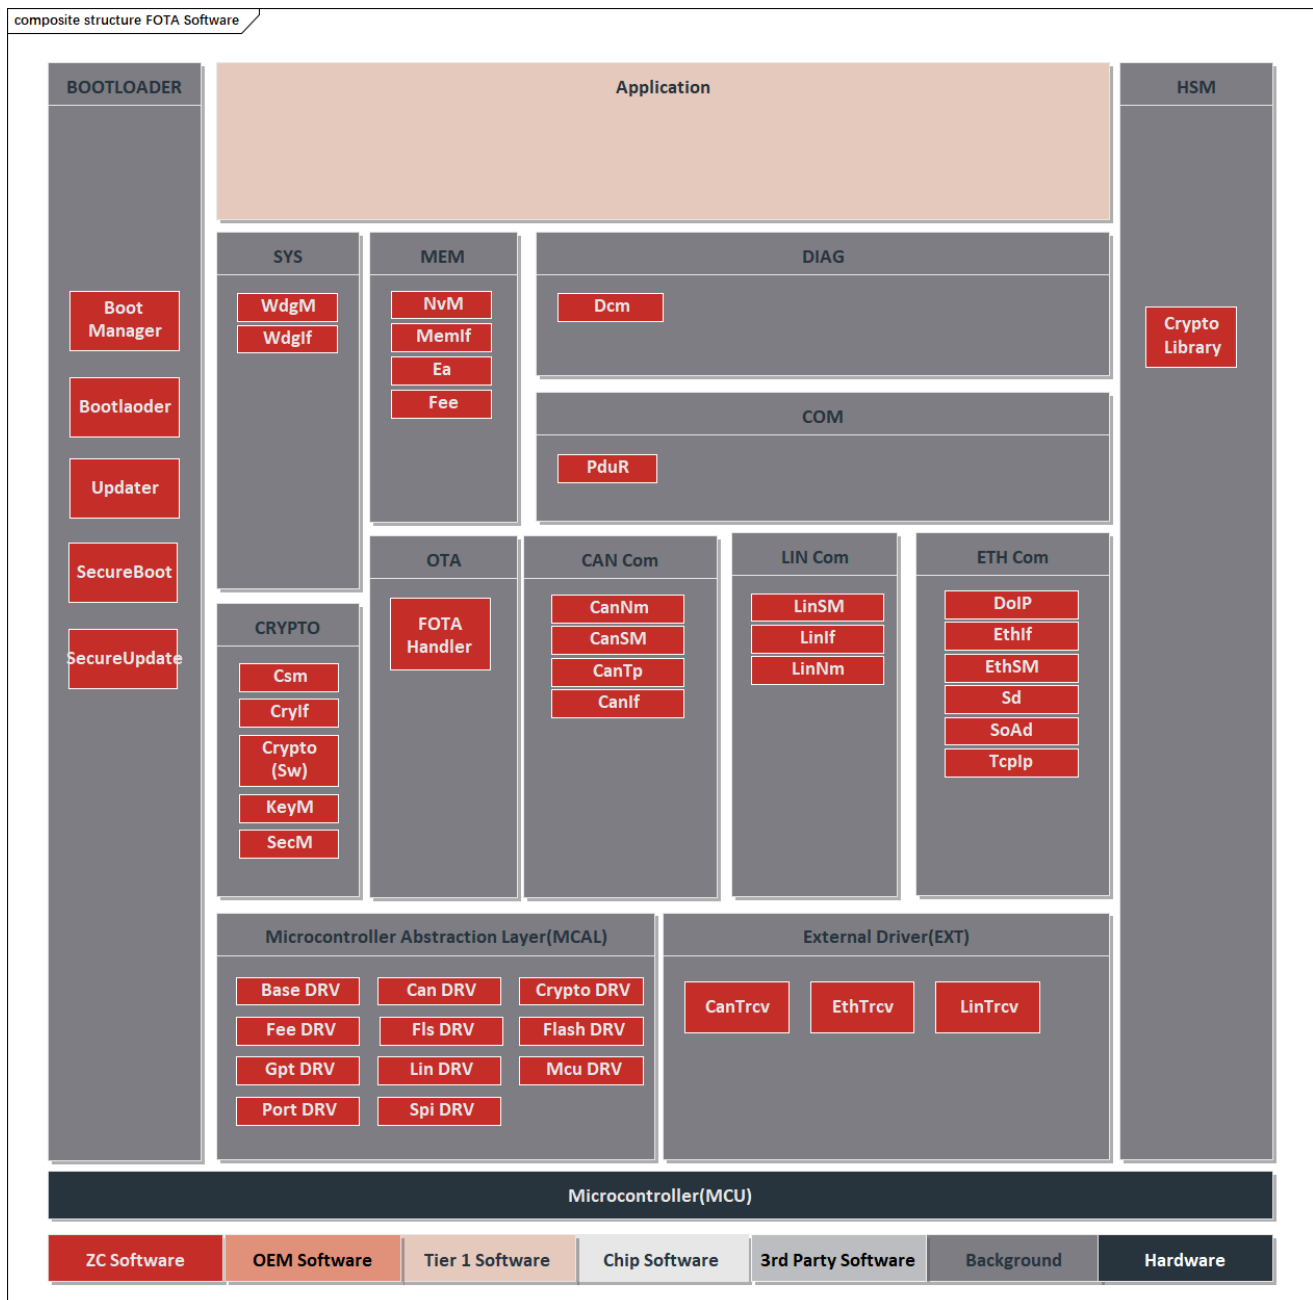 composite structure FOTA Software
BOOTLOADER
Boot
Manager
Bootlaoder
Updater
SecureBoot
SecureUpdate
Application
HSM
Crypto
Library
SYS
WdgM
WdgIf
MEM
NvM
MemIf
Ea
Fee
DIAG
Dcm
COM
PduR
CRYPTO
Csm
CryIf
Crypto
(Sw)
KeyM
SecM
OTA
FOTA
Handler
CAN Com
CanNm
CanSM
CanTp
CanIf
LIN Com
LinSM
LinIf
LinNm
ETH Com
DoIP
EthIf
EthSM
Sd
SoAd
TcpIp
Microcontroller Abstraction Layer(MCAL)
Base DRV
Can DRV
Crypto DRV
Fee DRV
Fls DRV
Flash DRV
Gpt DRV
Lin DRV
Mcu DRV
Port DRV
Spi DRV
External Driver(EXT)
CanTrcv
EthTrcv
LinTrcv
Microcontroller(MCU)
ZC Software
OEM Software
Tier 1 Software
Chip Software
3rd Party Software
Background
Hardware